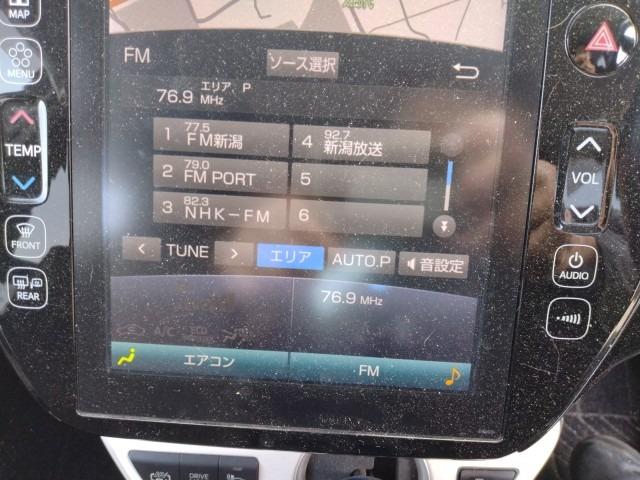 MAP
MENU
TEMP
FRONT
REAR
FM
ソース選択
エリア P
76.9 MHz
1 77.5 FM新潟
4 92.7 新潟放送
2 79.0 FM PORT
5
3 82.3 NHK-FM
6
< TUNE > エリア AUTO.P 音設定
76.9 MHz
A/C
エアコン
FM
VOL
AUDIO
DRIVE